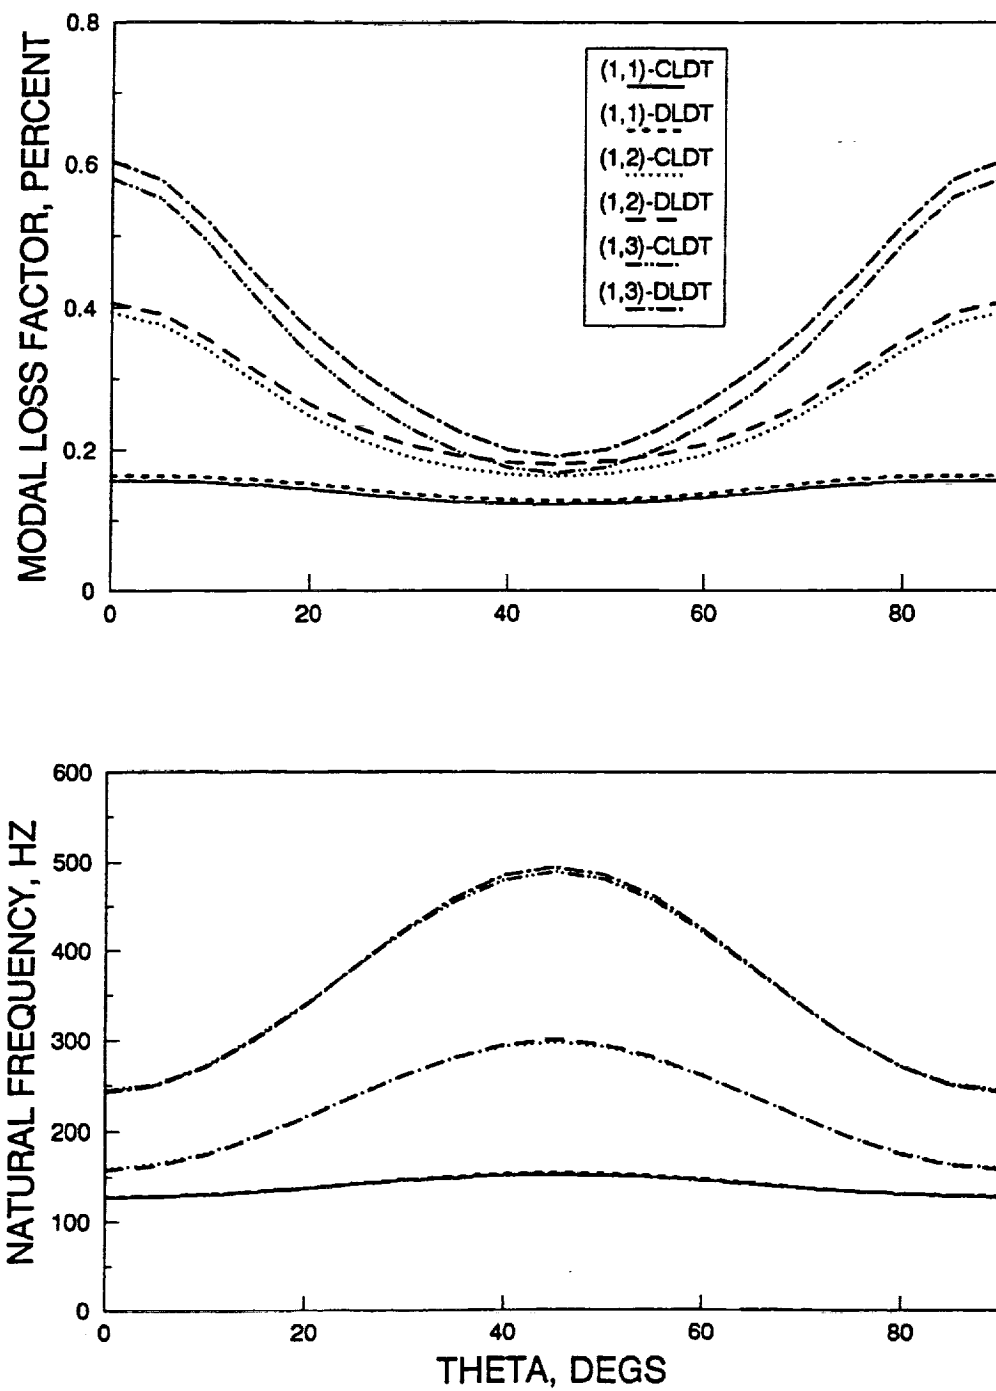 MODAL LOSS FACTOR, PERCENT
0.8
0.6
0.4
0.2
0
(1,1)-CLDT
(1,1)-DLDT
(1,2)-CLDT
(1,2)-DLDT
(1,3)-CLDT
(1,3)-DLDT
0 20 40 60 80
NATURAL FREQUENCY, HZ
600
500
400
300
200
100
0
0 20 40 60 80
THETA, DEGS